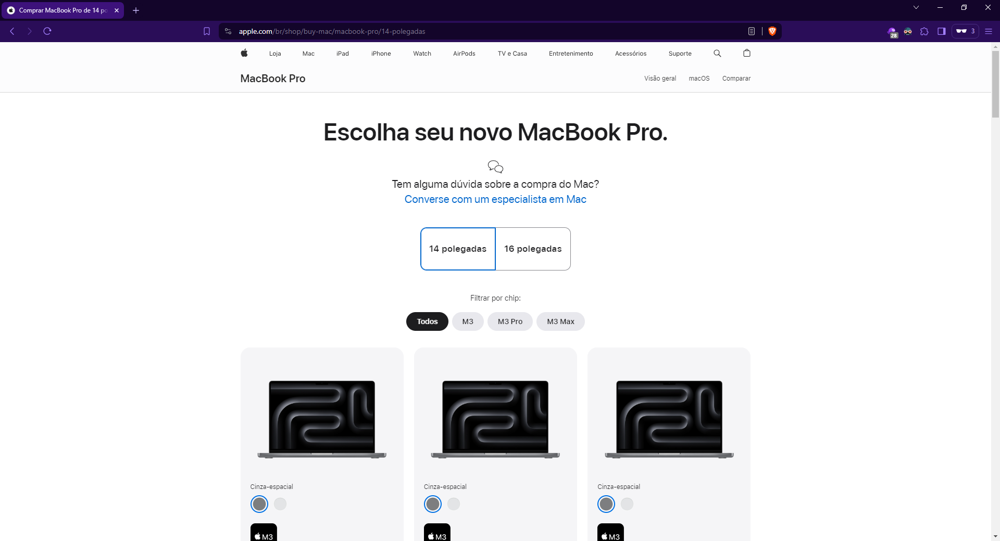 Comprar MacBook Pro de 14 po
apple.com/br/shop/buy-mac/macbook-pro/14-polegadas
28
3
Loja
Mac
iPad
iPhone
Watch
AirPods
TV e Casa
Entretenimento
Acessórios
Suporte
MacBook Pro
Visão geral
macOS
Comparar
Escolha seu novo MacBook Pro.
Tem alguma dúvida sobre a compra do Mac?
Converse com um especialista em Mac
14 polegadas
16 polegadas
Filtrar por chip:
Todos
M3
M3 Pro
M3 Max
Cinza-espacial
Cinza-espacial
Cinza-espacial
M3
M3
M3